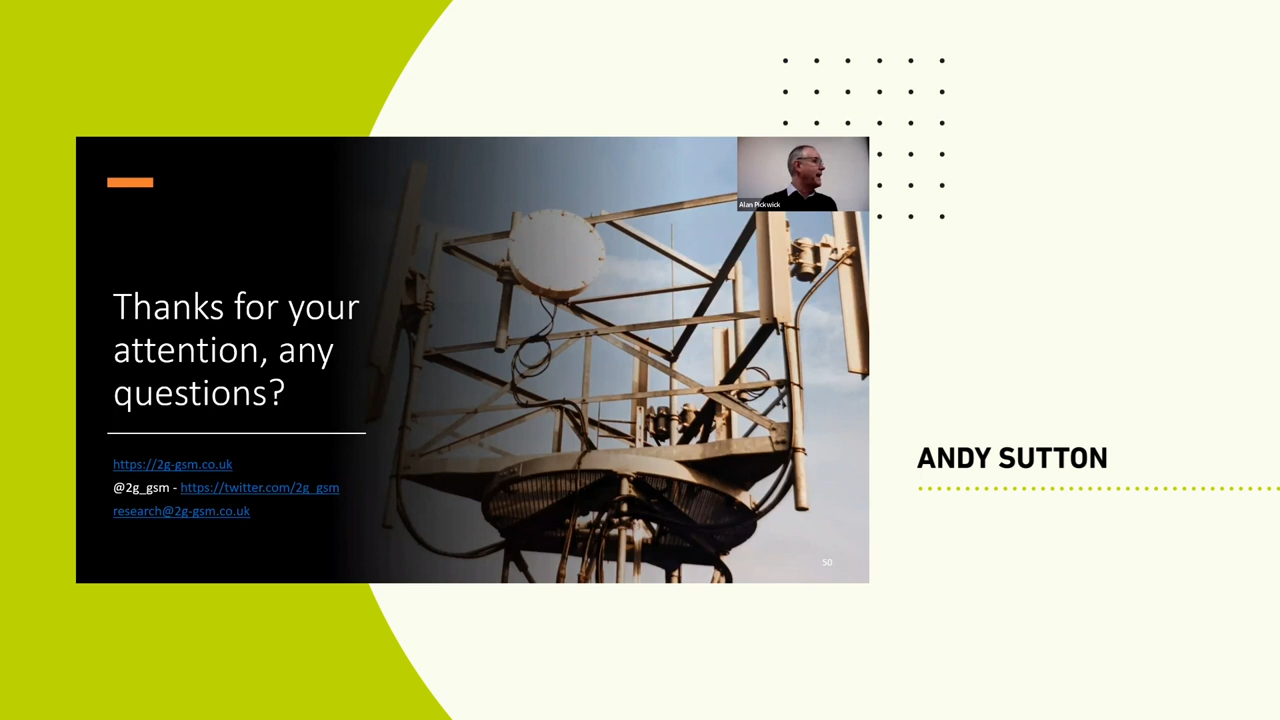 Alan Pickwick
Thanks for your
attention, any
questions?
https://2g-gsm.co.uk
@2g_gsm - https://twitter.com/2g_gsm
research@2g-gsm.co.uk
50
ANDY SUTTON